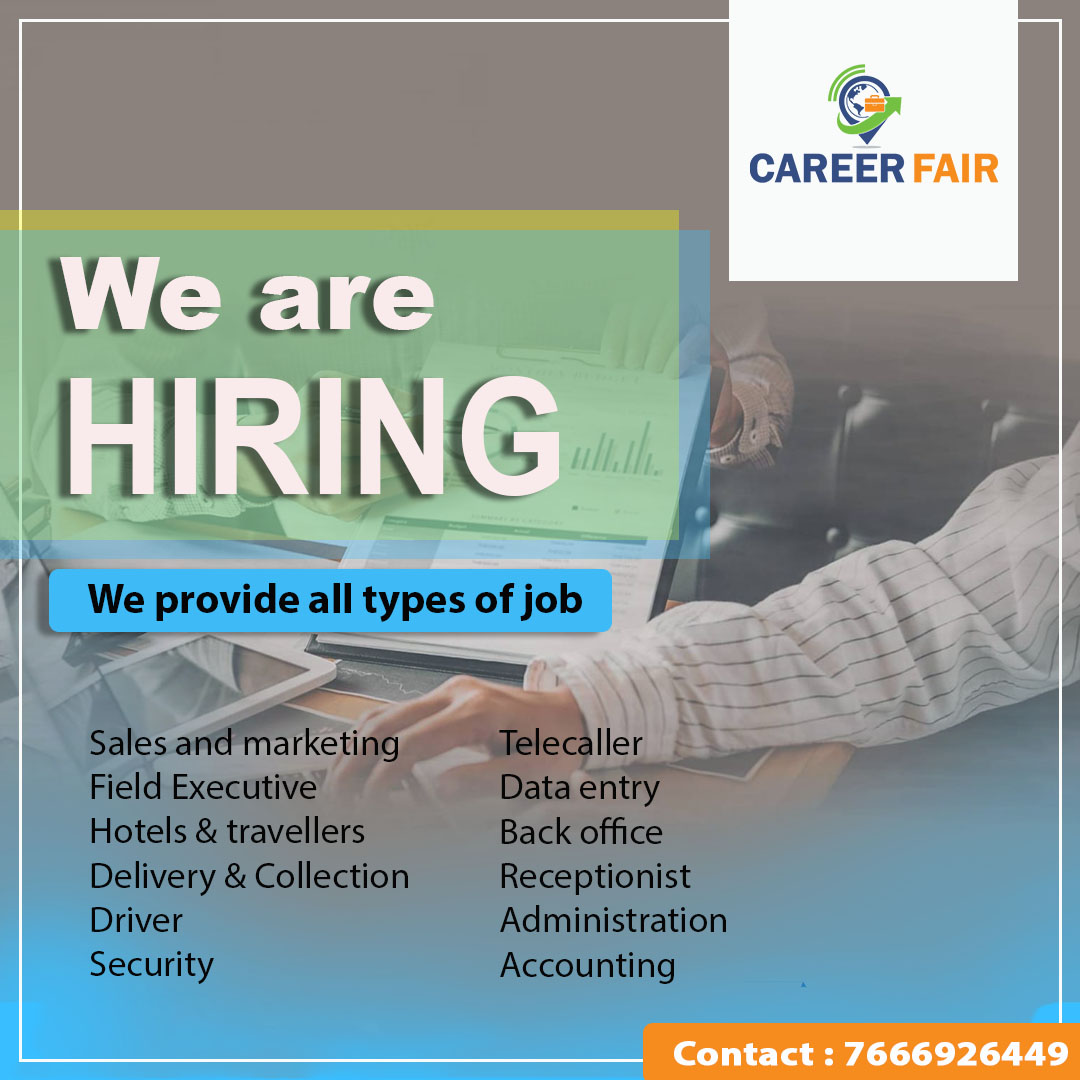 CAREER FAIR
We are
HIRING
We provide all types of job
Sales and marketing
Field Executive
Hotels & travellers
Delivery & Collection
Driver
Security
Telecaller
Data entry
Back office
Receptionist
Administration
Accounting
Contact : 7666926449